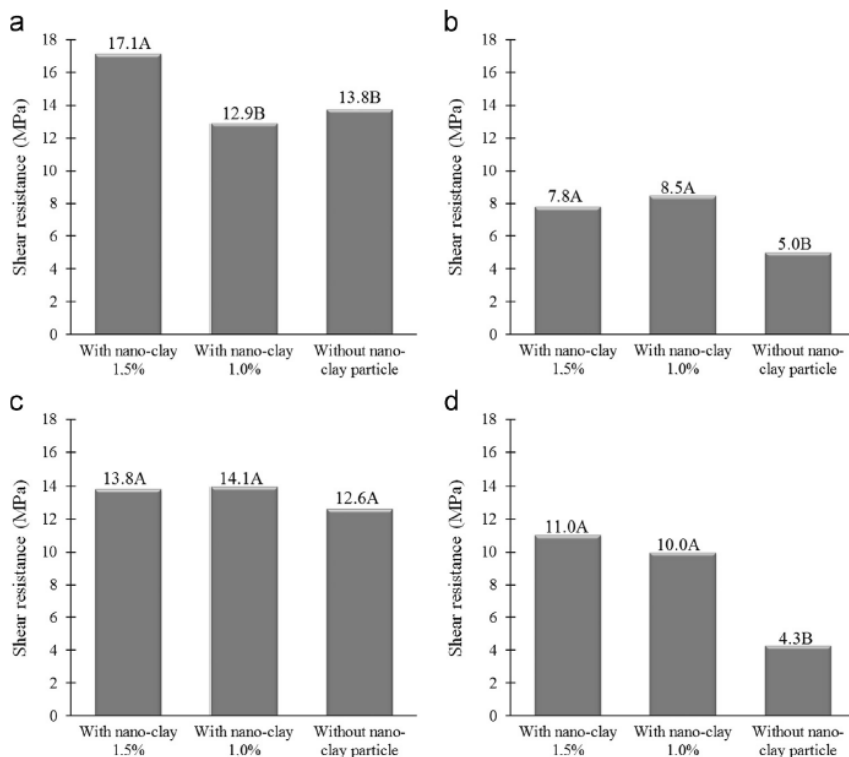 a
Shear resistance (MPa)
18
16
14
12
10
8
6
4
2
0
17.1A
12.9B
13.8B
With nano-clay
1.5%
With nano-clay
1.0%
Without nano-
clay particle
b
Shear resistance (MPa)
18
16
14
12
10
8
6
4
2
0
7.8A
8.5A
5.0B
With nano-clay
1.5%
With nano-clay
1.0%
Without nano-
clay particle
c
Shear resistance (MPa)
18
16
14
12
10
8
6
4
2
0
13.8A
14.1A
12.6A
With nano-clay
1.5%
With nano-clay
1.0%
Without nano-
clay particle
d
Shear resistance (MPa)
18
16
14
12
10
8
6
4
2
0
11.0A
10.0A
4.3B
With nano-clay
1.5%
With nano-clay
1.0%
Without nano-
clay particle